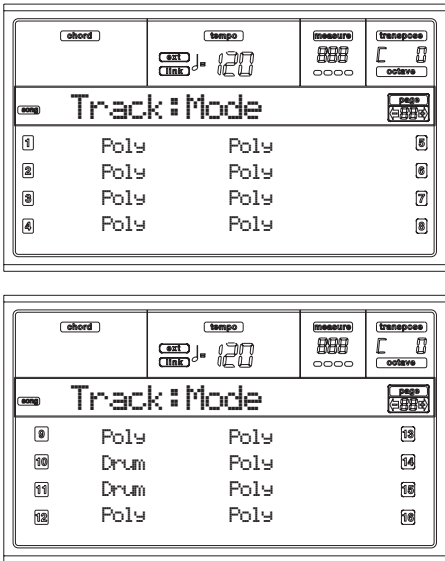 chord tempo measure transpose
ext ♩= 120 888 C 0
link octave
song Track:Mode page
1 Poly Poly 5
2 Poly Poly 6
3 Poly Poly 7
4 Poly Poly 8
chord tempo measure transpose
ext ♩= 120 888 C 0
link octave
song Track:Mode page
9 Poly Poly 13
10 Drum Poly 14
11 Drum Poly 15
12 Poly Poly 16